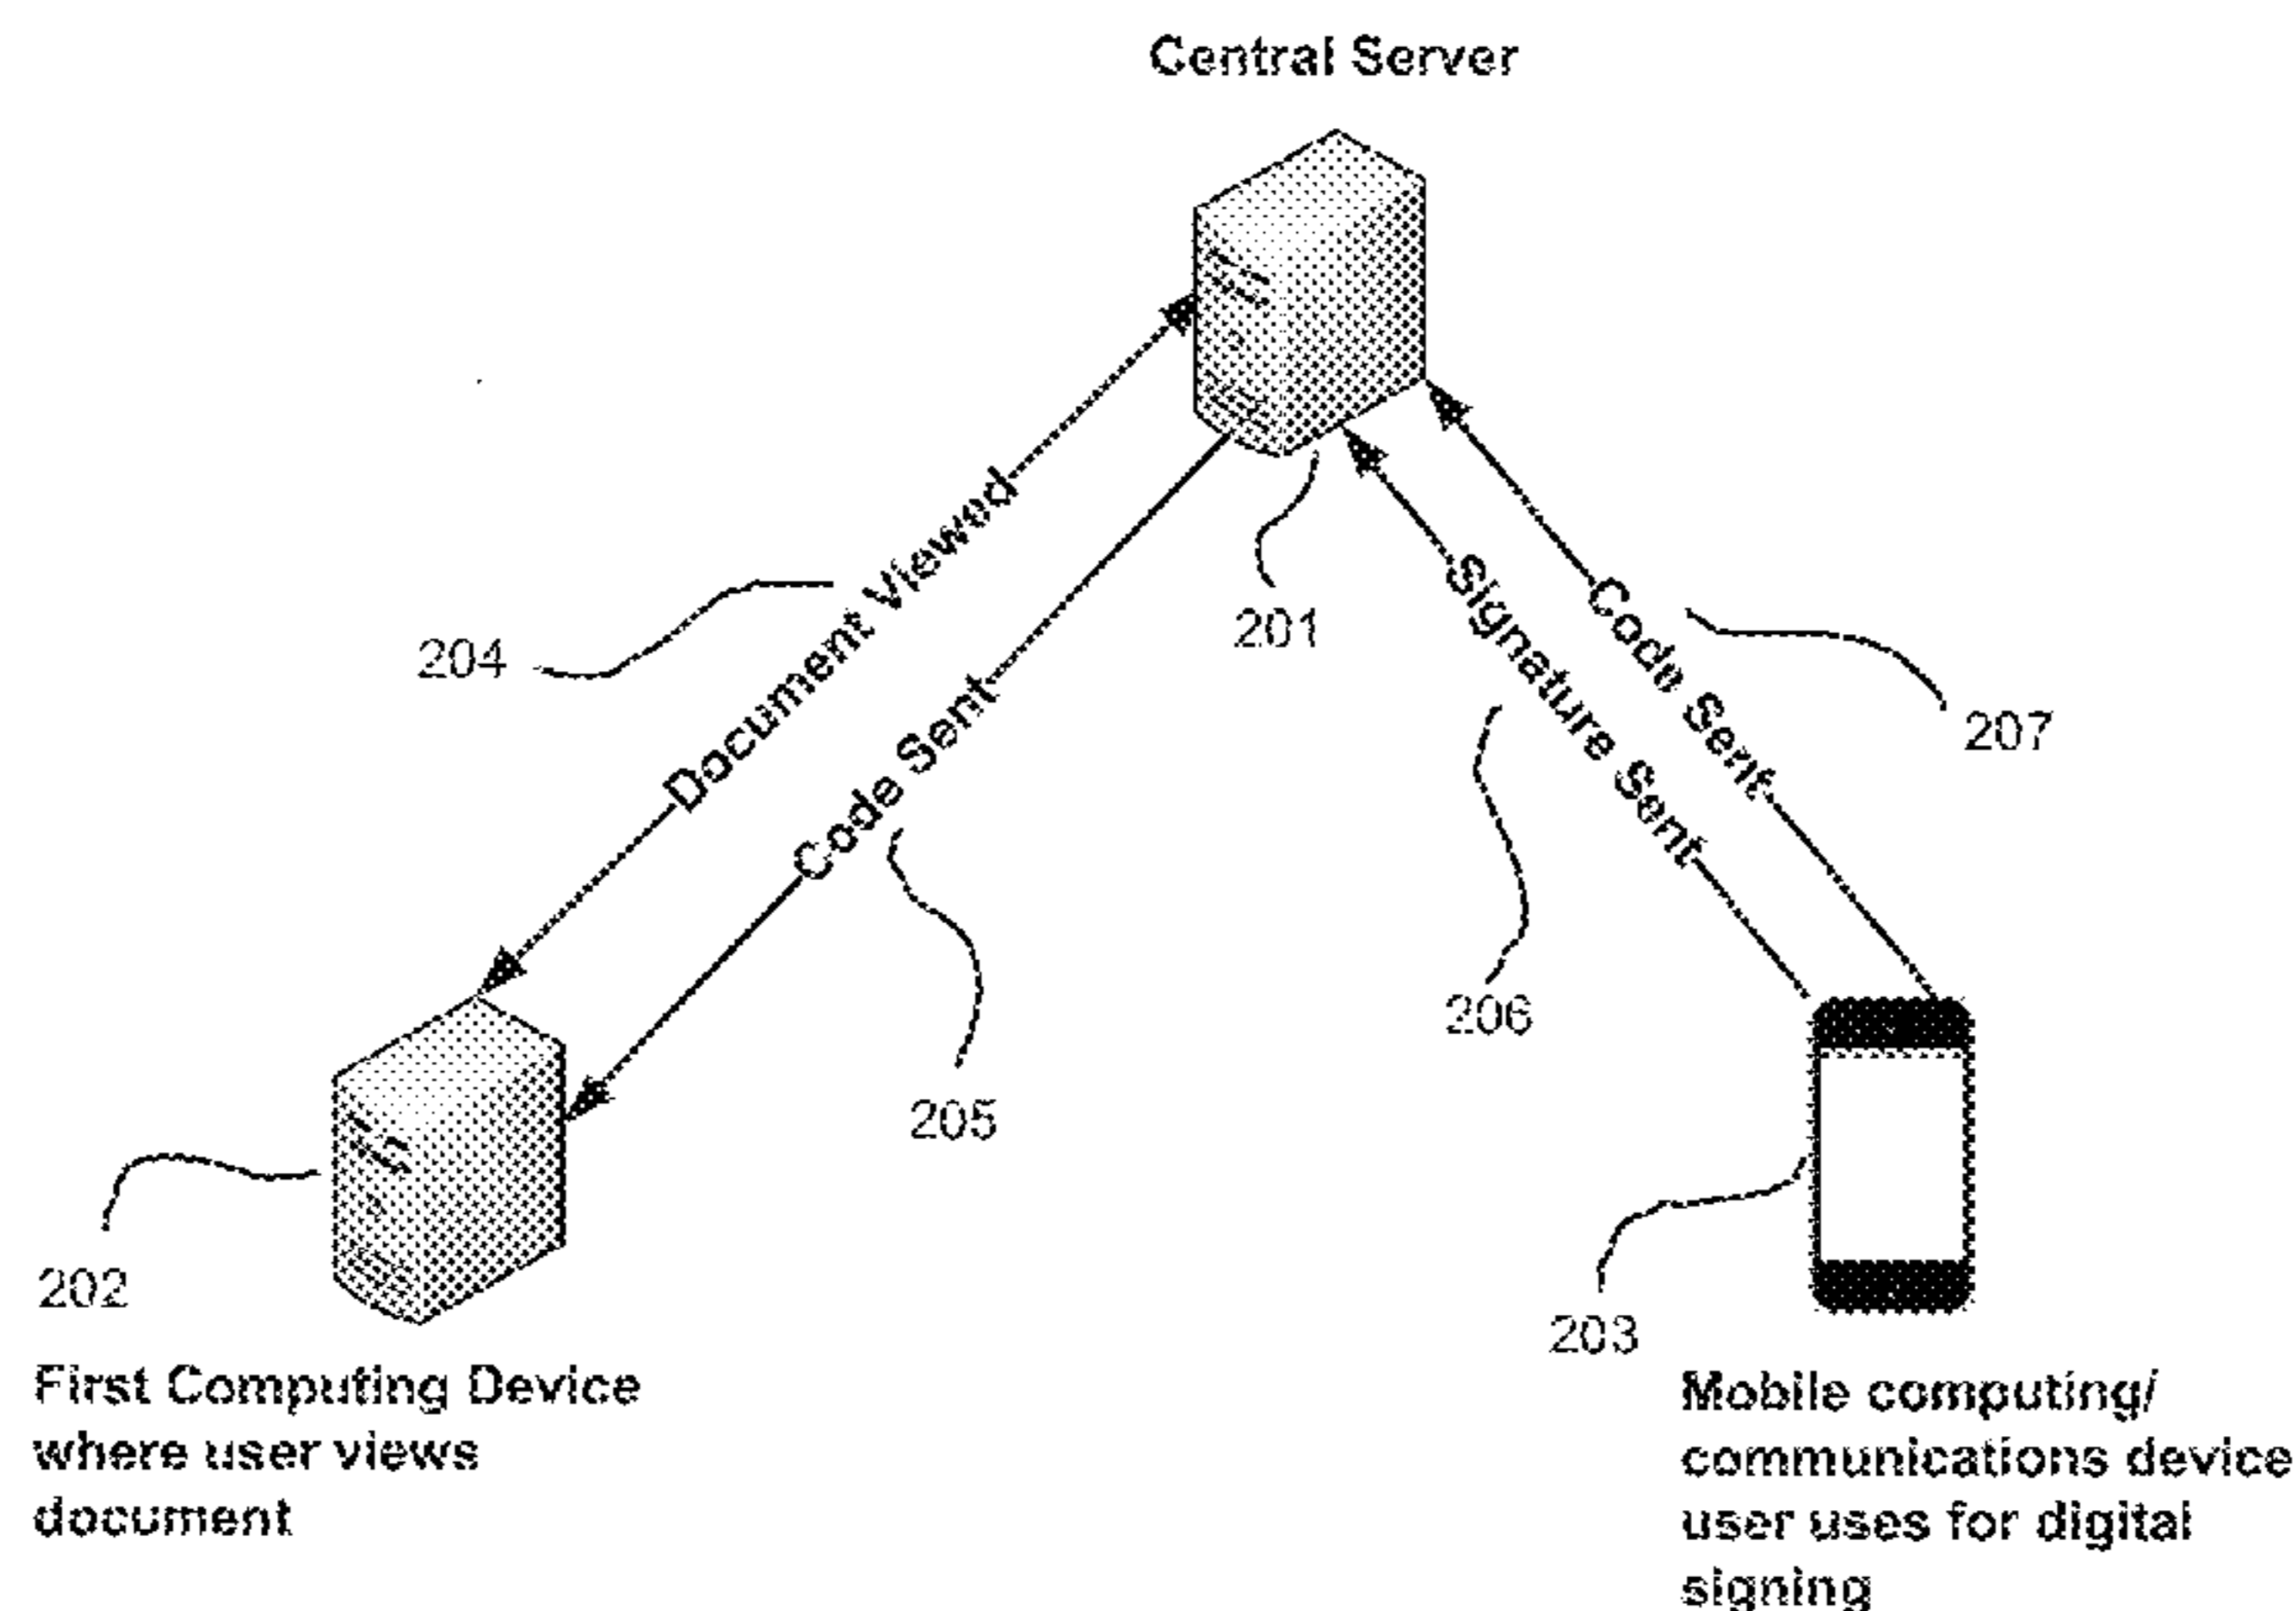 Central Server
Document Viewed
204
Code Sent
205
201
Signature Sent
206
Code Sent
207
202
First Computing Device
where user views
document
203
Mobile computing/
communications device
user uses for digital
signing